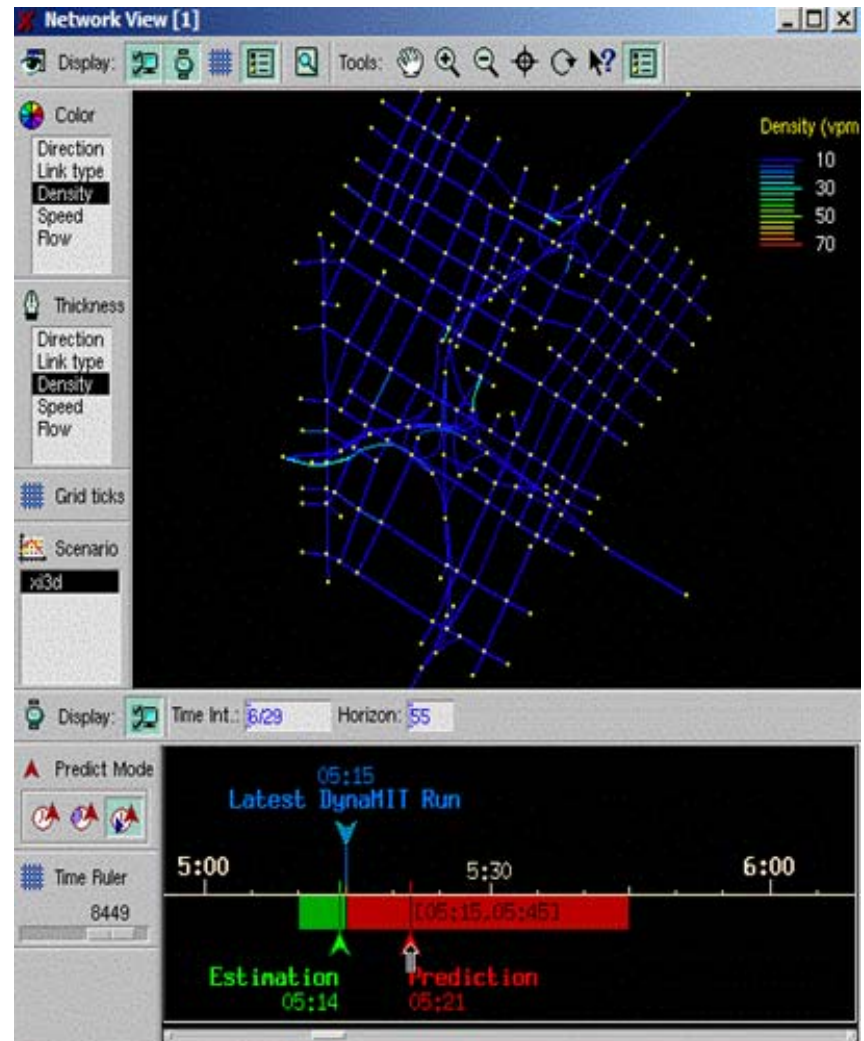 Network View [1]
Display:
Tools:
Color
Direction
Link type
Density
Speed
Flow
Density (vpm
10
30
50
70
Thickness
Direction
Link type
Density
Speed
Flow
Grid ticks
Scenario
xi3d
Display:
Time Int.: 6/29
Horizon: 55
Predict Mode
05:15
Latest DynaMIT Run
Time Ruler
8449
5:00
5:30
6:00
[05:15,05:45]
Estimation
05:14
Prediction
05:21